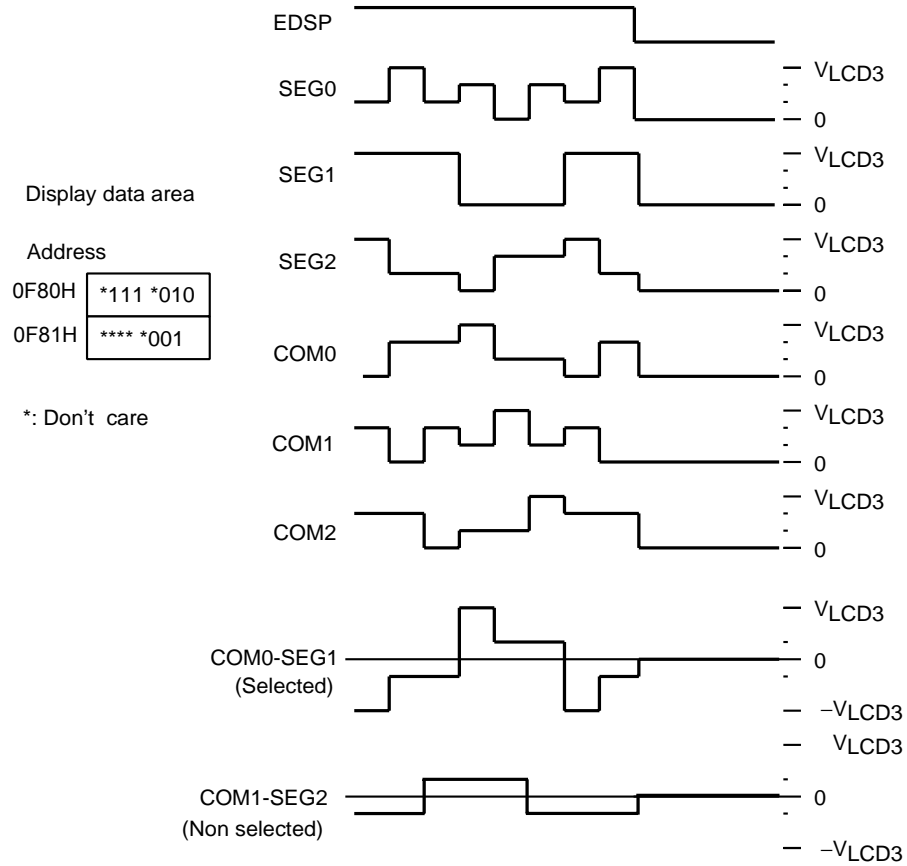 EDSP
SEG0
VLCD3
0
SEG1
VLCD3
0
Display data area
Address
0F80H *111 *010
0F81H **** *001
*: Don't care
SEG2
VLCD3
0
COM0
VLCD3
0
COM1
VLCD3
0
COM2
VLCD3
0
COM0-SEG1
(Selected)
VLCD3
0
−VLCD3
COM1-SEG2
(Non selected)
VLCD3
0
−VLCD3